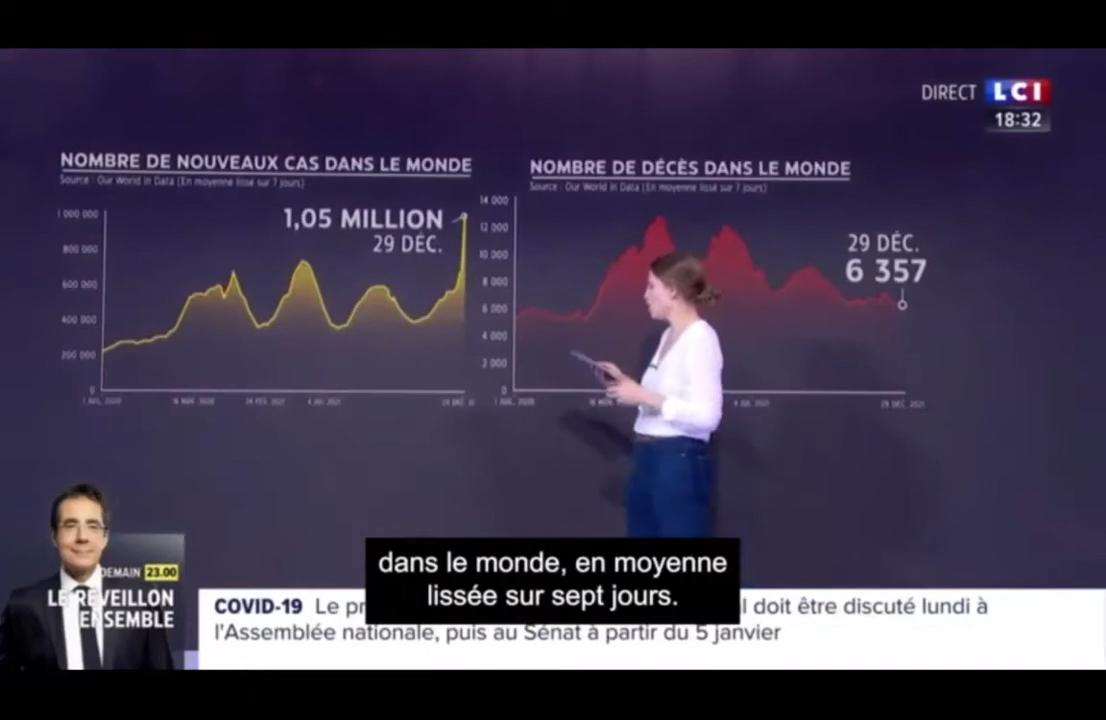 DIRECT LCI
18:32
NOMBRE DE NOUVEAUX CAS DANS LE MONDE
Source : Our World in Data (En moyenne lissé sur 7 jours)
1 000 000
800 000
600 000
400 000
200 000
0
1,05 MILLION
29 DÉC.
NOMBRE DE DÉCÈS DANS LE MONDE
Source : Our World in Data (En moyenne lissé sur 7 jours)
14 000
12 000
10 000
8 000
6 000
4 000
2 000
0
29 DÉC.
6 357
29 DÉC. 2021
dans le monde, en moyenne
lissée sur sept jours.
DEMAIN 23.00
LE RÉVEILLON
ENSEMBLE
COVID-19 Le pr l doit être discuté lundi à
l'Assemblée nationale, puis au Sénat à partir du 5 janvier